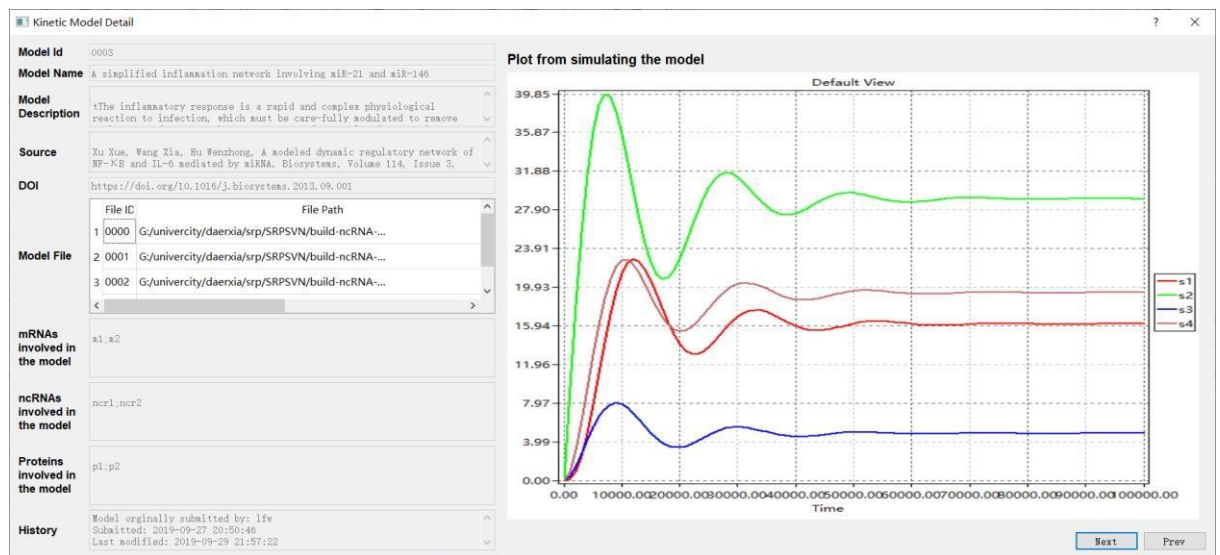 Kinetic Model Detail
? ×
Model Id 0003
Model Name A simplified inflammation network involving miR-21 and miR-146
Model Description
tThe inflammatory response is a rapid and complex physiological
reaction to infection, which must be care-fully modulated to remove
Source
Xu Xue, Wang Xia, Hu Wenzhong, A modeled dynamic regulatory network of
NF-κB and IL-6 mediated by miRNA, Biosystems, Volume 114, Issue 3,
DOI https://doi.org/10.1016/j.biosystems.2013.09.001
Model File
File ID File Path
1 0000 G:/univercity/daerxia/srp/SRPSVN/build-ncRNA-...
2 0001 G:/univercity/daerxia/srp/SRPSVN/build-ncRNA-...
3 0002 G:/univercity/daerxia/srp/SRPSVN/build-ncRNA-...
mRNAs
involved in
the model
m1;m2
ncRNAs
involved in
the model
ncr1;ncr2
Proteins
involved in
the model
p1;p2
History
Model orginally submitted by: lfw
Submitted: 2019-09-27 20:50:46
Last modified: 2019-09-29 21:57:22
Plot from simulating the model
Default View
39.85
35.87
31.88
27.90
23.91
19.93
15.94
11.96
7.97
3.99
0.00
0.00 10000.00 20000.00 30000.00 40000.00 50000.00 60000.00 70000.00 80000.00 90000.00 100000.00
Time
s1
s2
s3
s4
Next Prev